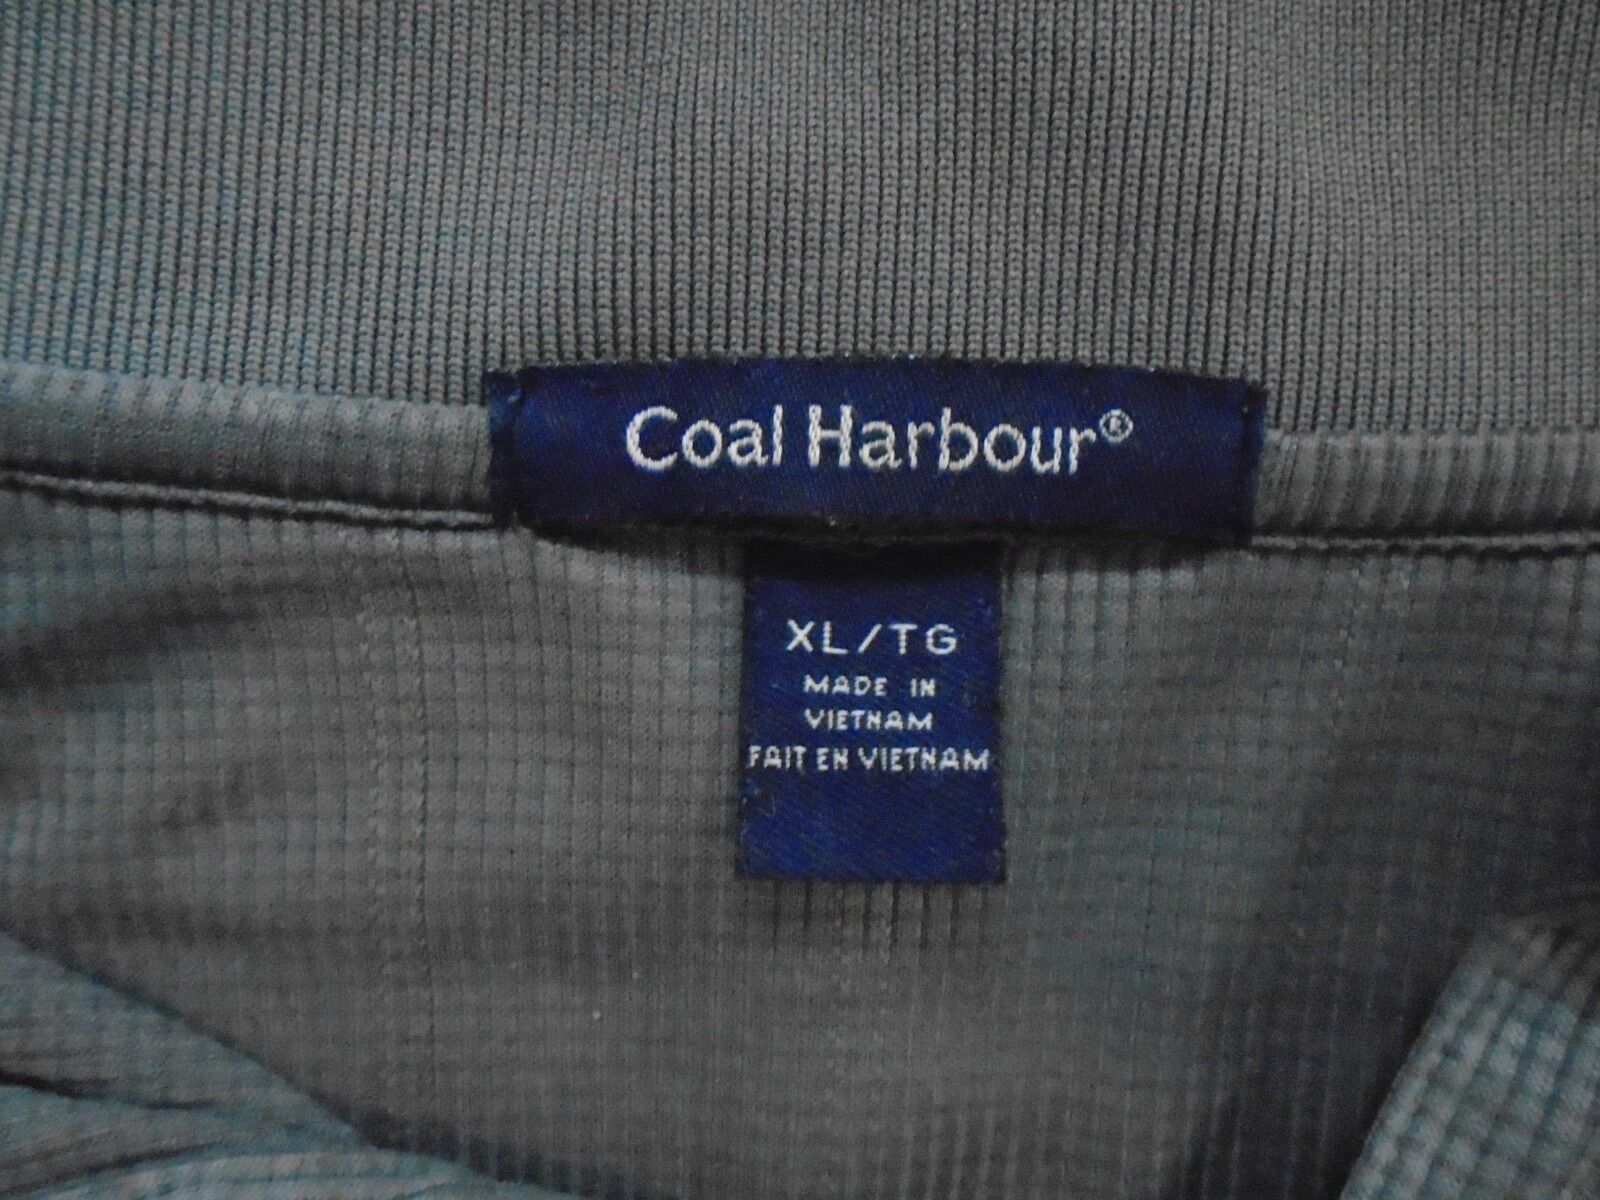 Coal Harbour®
XL/TG
MADE IN
VIETNAM
FAIT EN VIETNAM